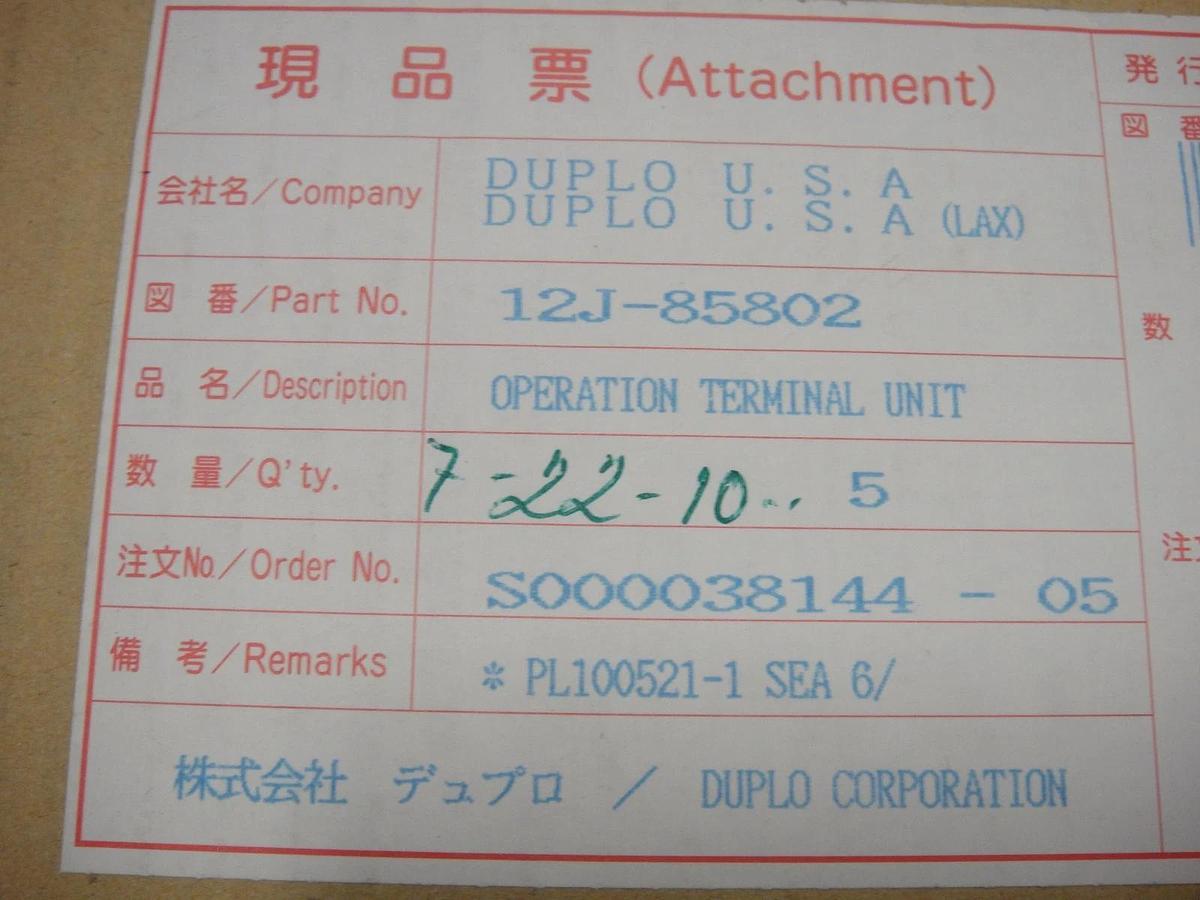 現 品 票 (Attachment)
会社名/Company
DUPLO U.S.A
DUPLO U.S.A (LAX)
図 番/Part No. 12J-85802
品 名/Description OPERATION TERMINAL UNIT
数 量/Q'ty. 7-22-10.. 5
注文No./Order No. S000038144 - 05
備 考/Remarks * PL100521-1 SEA 6/
株式会社 デュプロ / DUPLO CORPORATION
発 行
図 番
数
注文